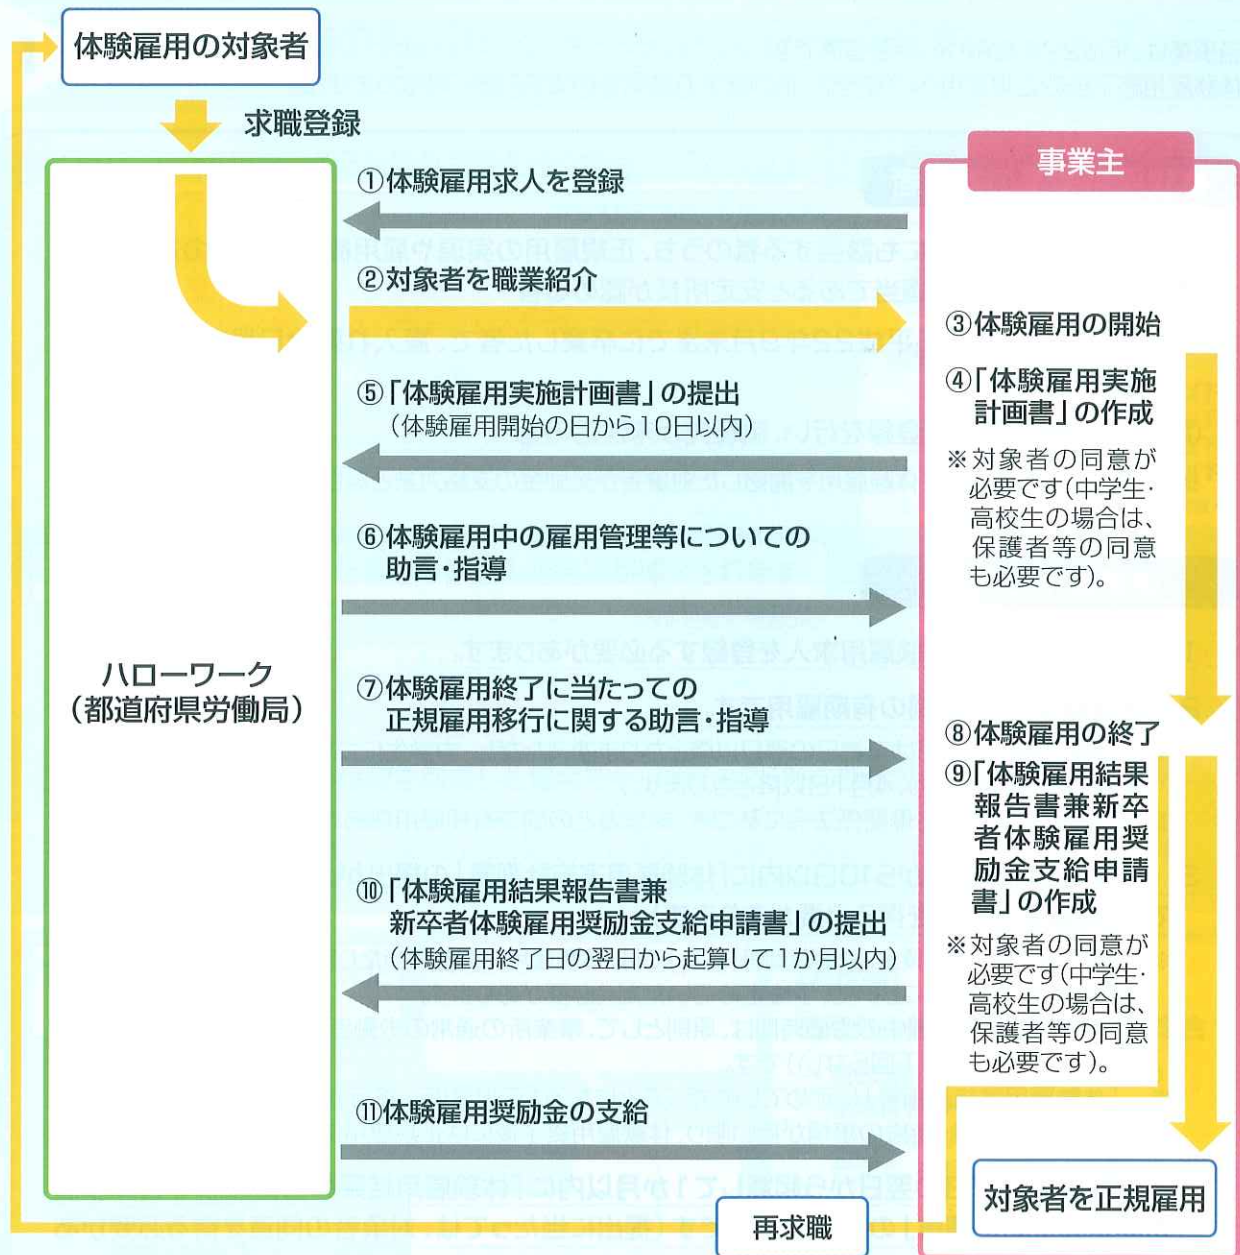 体験雇用の対象者
求職登録
事業主
①体験雇用求人を登録
②対象者を職業紹介
③体験雇用の開始
④「体験雇用実施
計画書」の作成
※対象者の同意が
必要です(中学生・
高校生の場合は、
保護者等の同意
も必要です)。
⑤「体験雇用実施計画書」の提出
(体験雇用開始の日から10日以内)
⑥体験雇用中の雇用管理等についての
助言・指導
ハローワーク
(都道府県労働局)
⑦体験雇用終了に当たっての
正規雇用移行に関する助言・指導
⑧体験雇用の終了
⑨「体験雇用結果
報告書兼新卒
者体験雇用奨
励金支給申請
書」の作成
※対象者の同意が
必要です(中学生・
高校生の場合は、
保護者等の同意
も必要です)。
⑩「体験雇用結果報告書兼
新卒者体験雇用奨励金支給申請書」の提出
(体験雇用終了日の翌日から起算して1か月以内)
⑪体験雇用奨励金の支給
対象者を正規雇用
再求職